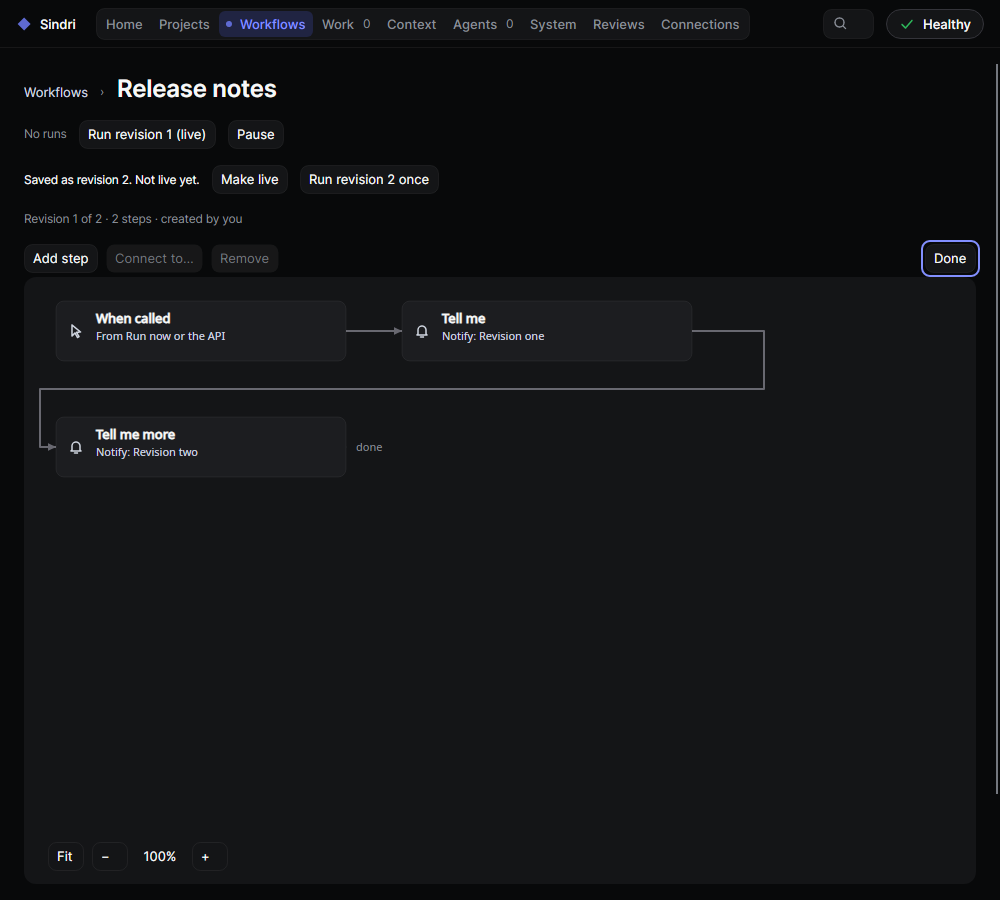 Sindri Home Projects Workflows Work 0 Context Agents 0 System Reviews Connections Healthy
Workflows › Release notes
No runs Run revision 1 (live) Pause
Saved as revision 2. Not live yet. Make live Run revision 2 once
Revision 1 of 2 · 2 steps · created by you
Add step Connect to... Remove Done
When called
From Run now or the API
Tell me
Notify: Revision one
Tell me more
Notify: Revision two
done
Fit − 100% +